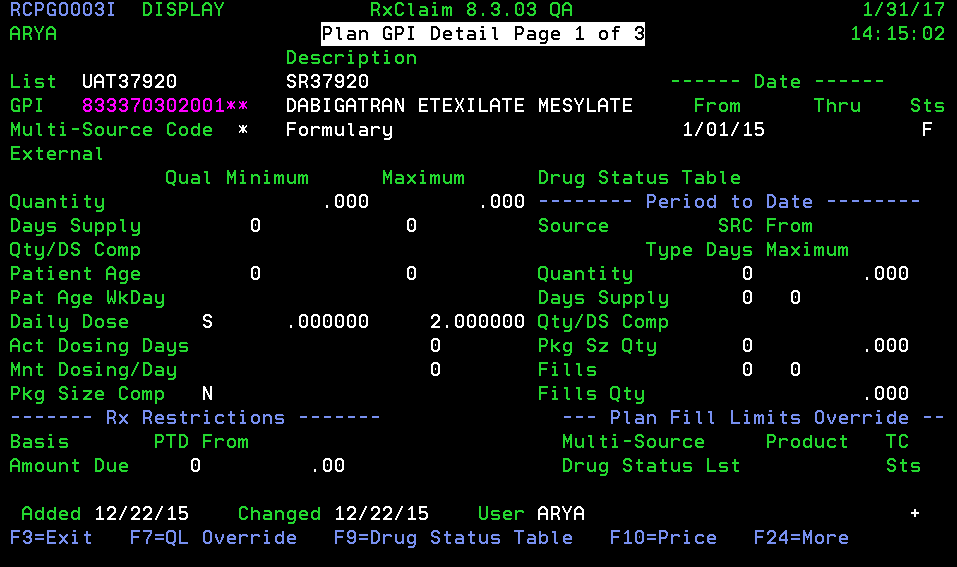 RCPGO003I  DISPLAY            RxClaim 8.3.03 QA                        1/31/17
ARYA                      Plan GPI Detail Page 1 of 3                 14:15:02
                       Description
List  UAT37920         SR37920                         ------ Date ------
GPI   833370302001**   DABIGATRAN ETEXILATE MESYLATE     From      Thru    Sts
Multi-Source Code  *   Formulary                        1/01/15             F
External
             Qual Minimum      Maximum      Drug Status Table
Quantity                  .000         .000 -------- Period to Date --------
Days Supply         0            0          Source         SRC From
Qty/DS Comp                                          Type Days Maximum
Patient Age         0            0          Quantity         0         .000
Pat Age WkDay                               Days Supply      0   0
Daily Dose      S      .000000     2.000000 Qty/DS Comp
Act Dosing Days                    0        Pkg Sz Qty       0         .000
Mnt Dosing/Day                     0        Fills            0   0
Pkg Size Comp   N                           Fills Qty                  .000
------- Rx Restrictions -------               --- Plan Fill Limits Override --
Basis       PTD From                          Multi-Source     Product   TC
Amount Due     0         .00                  Drug Status Lst            Sts
Added 12/22/15    Changed 12/22/15    User ARYA                           +
F3=Exit   F7=QL Override   F9=Drug Status Table   F10=Price   F24=More